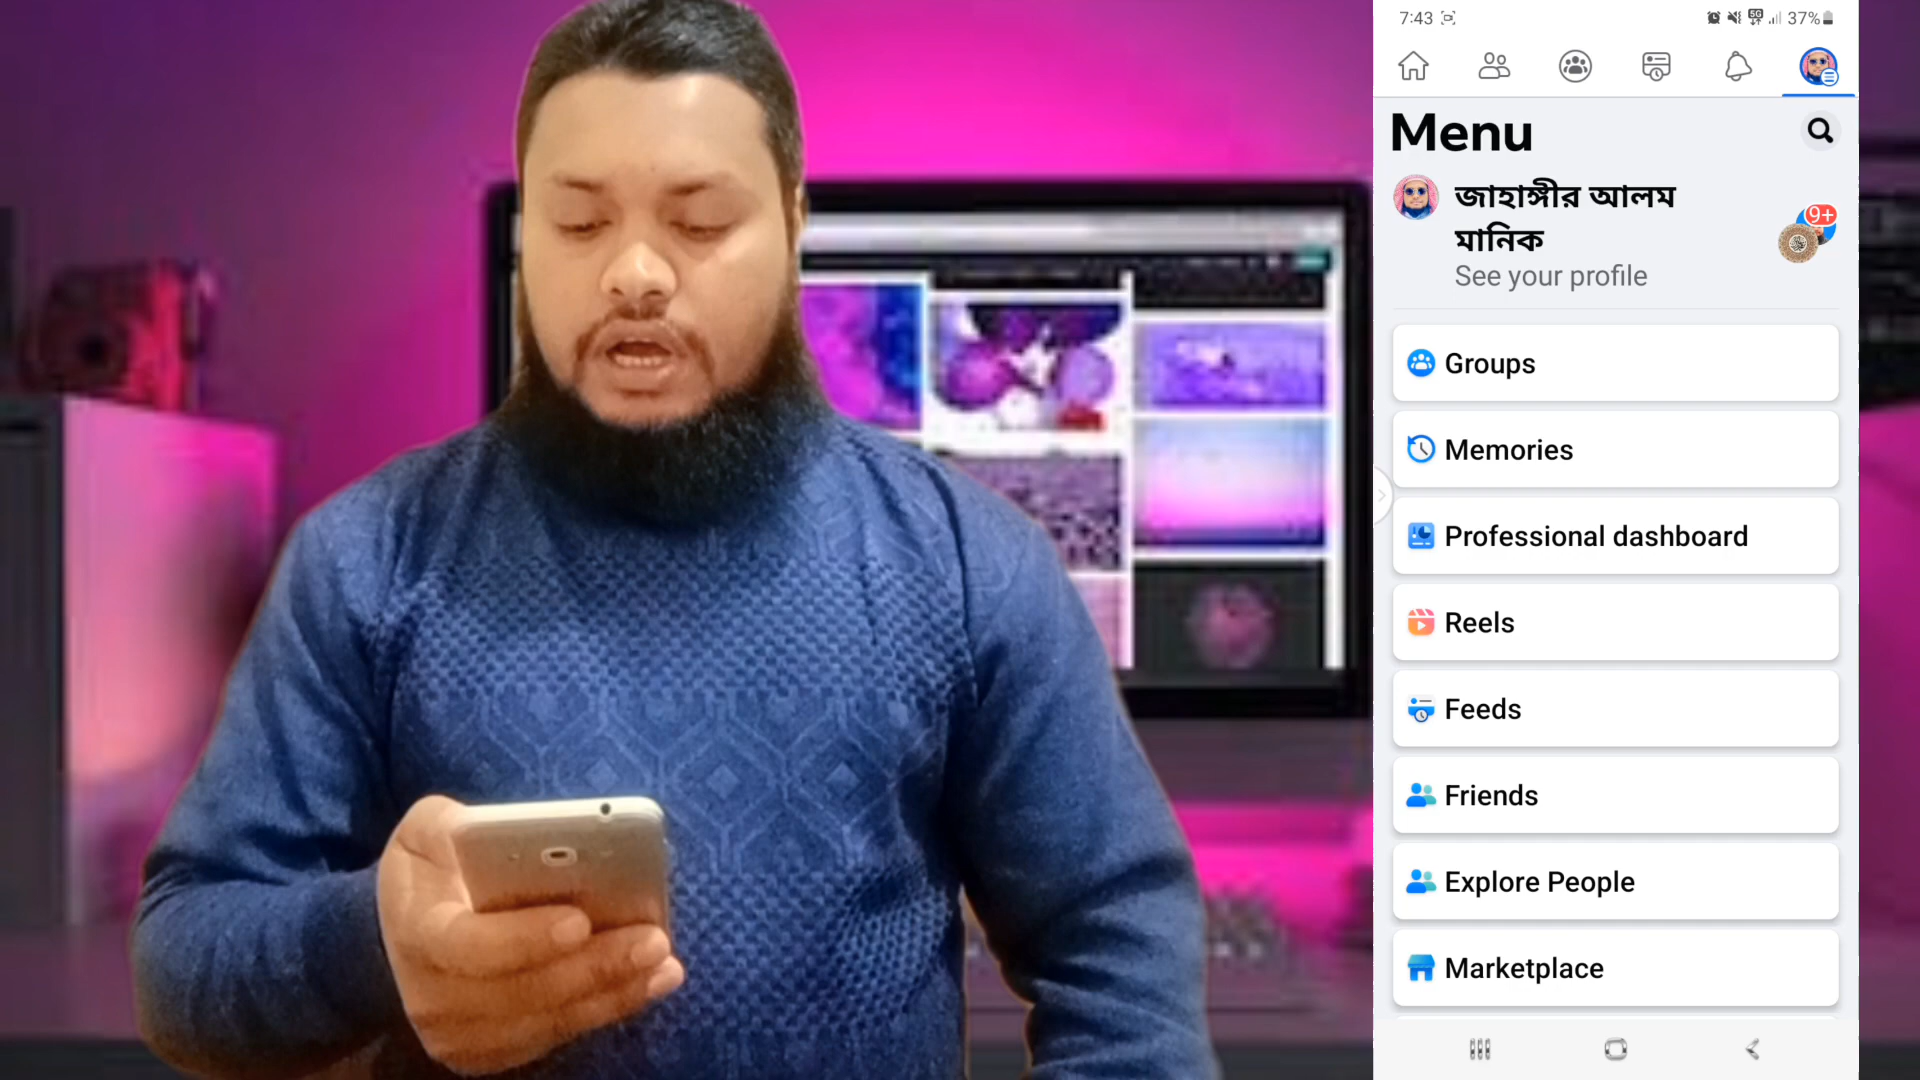 7:43
5G
37%
Menu
জাহাঙ্গীর আলম
মানিক
9+
See your profile
Groups
Memories
Professional dashboard
Reels
Feeds
Friends
Explore People
Marketplace